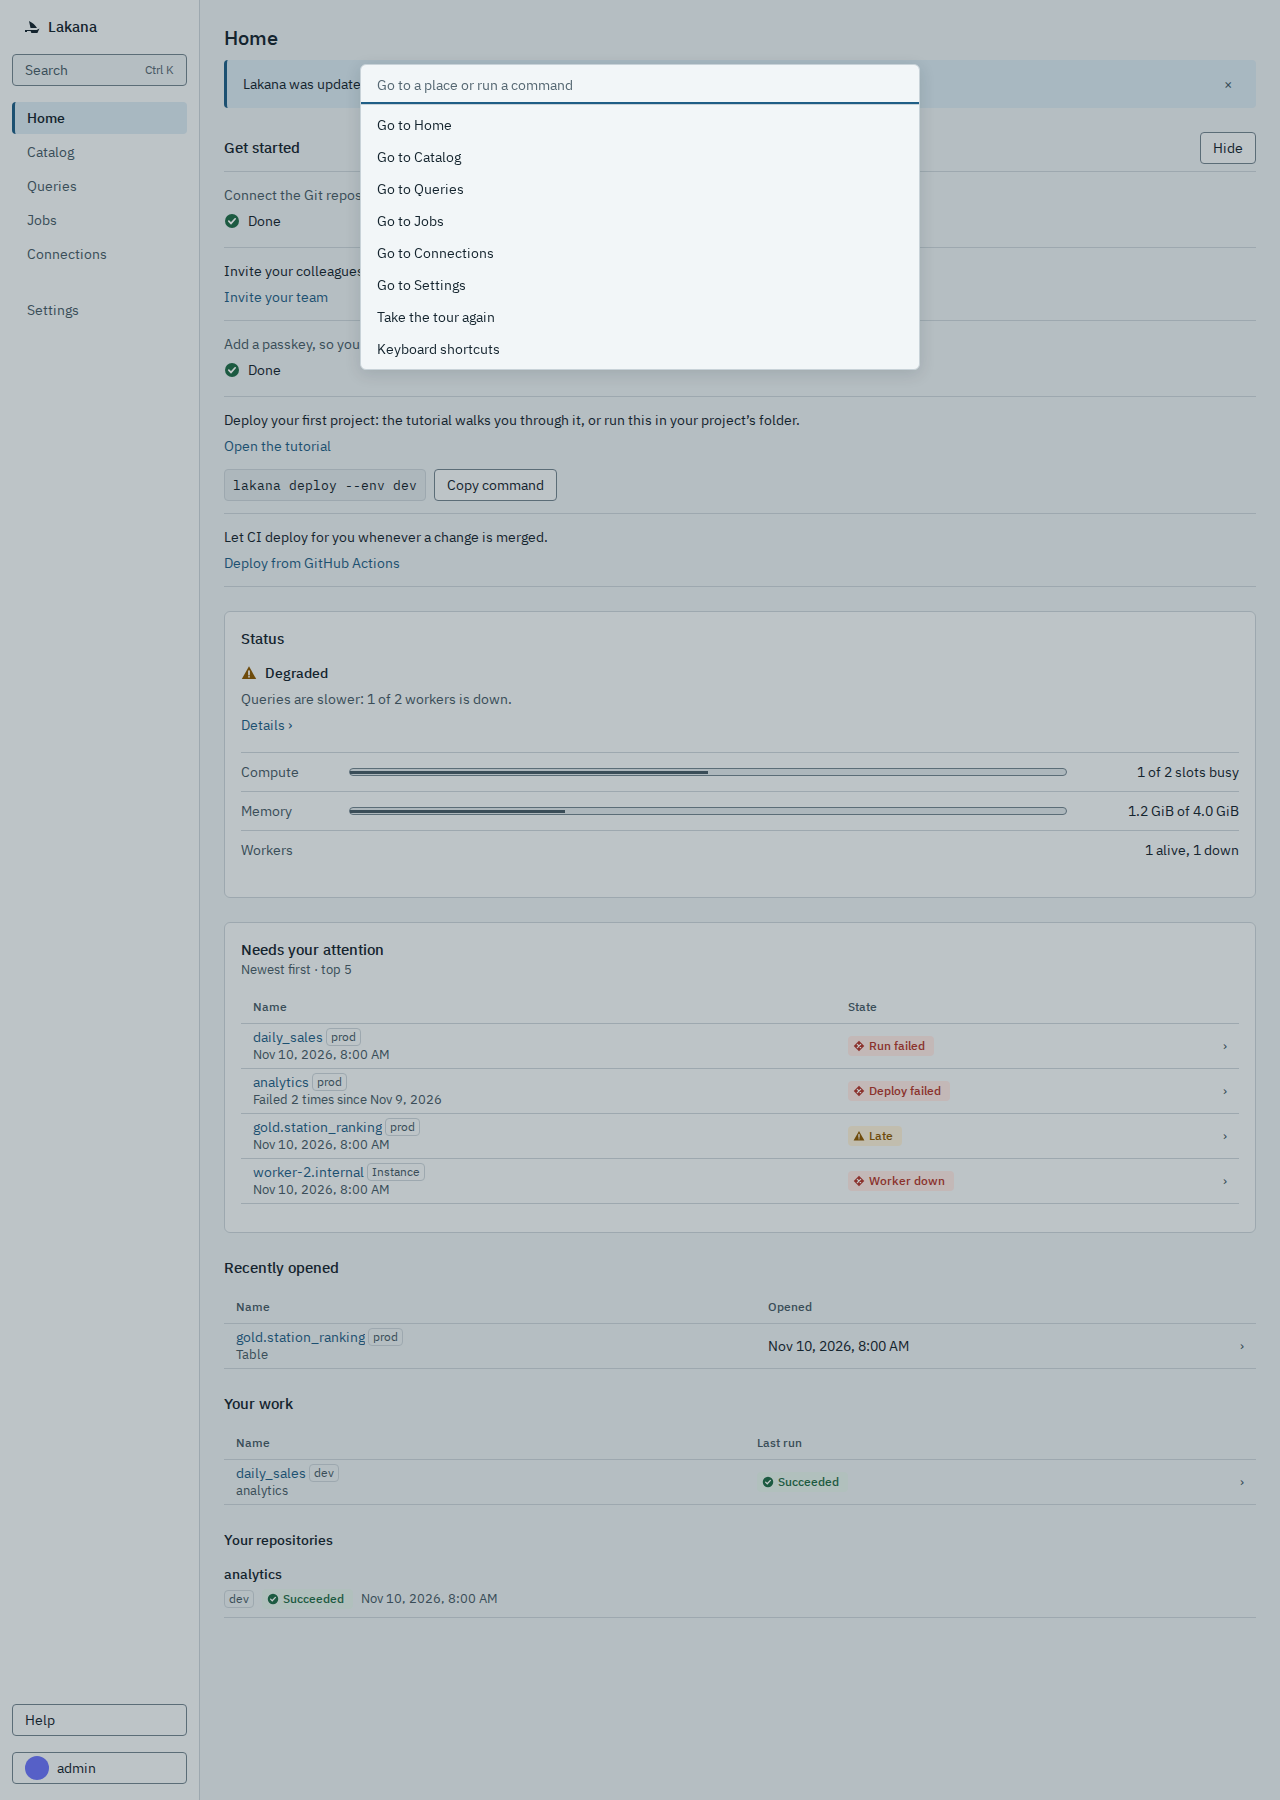 Lakana
Search Ctrl K
Home
Catalog
Queries
Jobs
Connections
Settings
Help
admin
Home
Lakana was update
×
Go to a place or run a command
Go to Home
Go to Catalog
Go to Queries
Go to Jobs
Go to Connections
Go to Settings
Take the tour again
Keyboard shortcuts
Get started
Hide
Connect the Git repos
Done
Invite your colleagues
Invite your team
Add a passkey, so you
Done
Deploy your first project: the tutorial walks you through it, or run this in your project’s folder.
Open the tutorial
lakana deploy --env dev Copy command
Let CI deploy for you whenever a change is merged.
Deploy from GitHub Actions
Status
Degraded
Queries are slower: 1 of 2 workers is down.
Details ›
Compute 1 of 2 slots busy
Memory 1.2 GiB of 4.0 GiB
Workers 1 alive, 1 down
Needs your attention
Newest first · top 5
Name State
daily_sales prod
Nov 10, 2026, 8:00 AM
Run failed ›
analytics prod
Failed 2 times since Nov 9, 2026
Deploy failed ›
gold.station_ranking prod
Nov 10, 2026, 8:00 AM
Late ›
worker-2.internal Instance
Nov 10, 2026, 8:00 AM
Worker down ›
Recently opened
Name Opened
gold.station_ranking prod
Table
Nov 10, 2026, 8:00 AM ›
Your work
Name Last run
daily_sales dev
analytics
Succeeded ›
Your repositories
analytics
dev Succeeded Nov 10, 2026, 8:00 AM